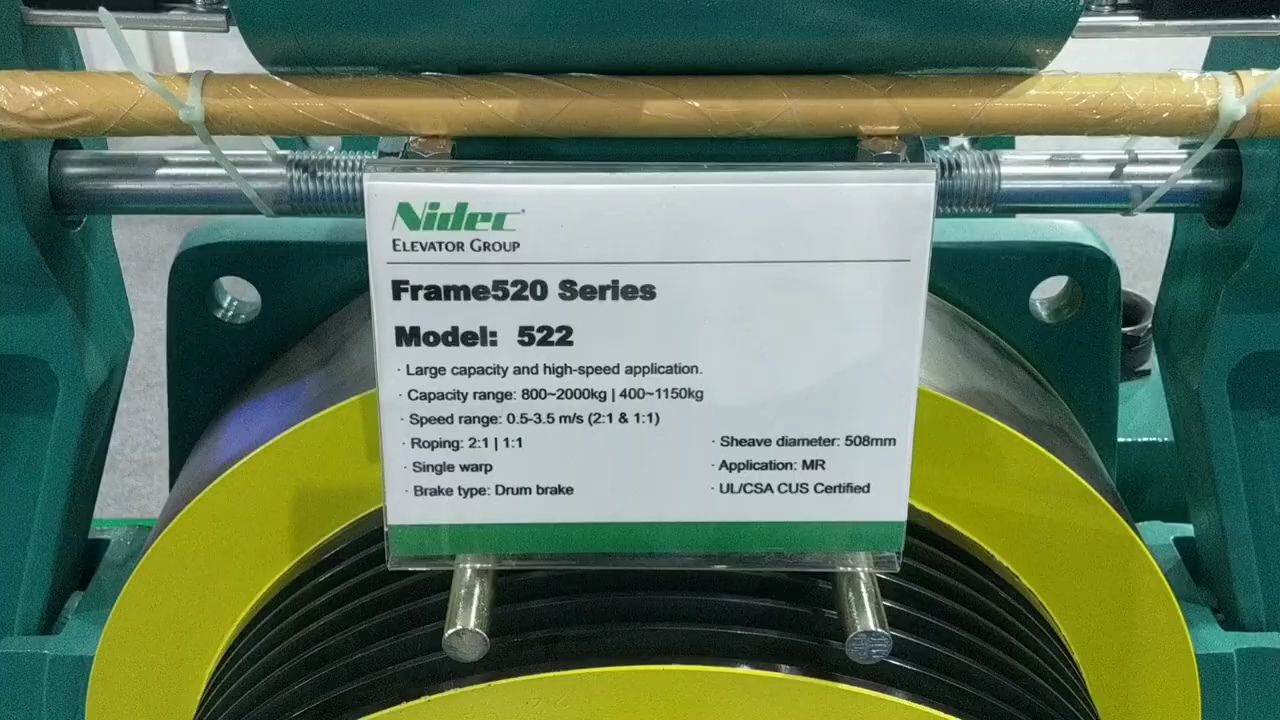 Nidec
ELEVATOR GROUP
Frame520 Series
Model: 522
· Large capacity and high-speed application.
· Capacity range: 800~2000kg | 400~1150kg
· Speed range: 0.5-3.5 m/s (2:1 & 1:1)
· Roping: 2:1 | 1:1
· Single warp
· Brake type: Drum brake
· Sheave diameter: 508mm
· Application: MR
· UL/CSA CUS Certified